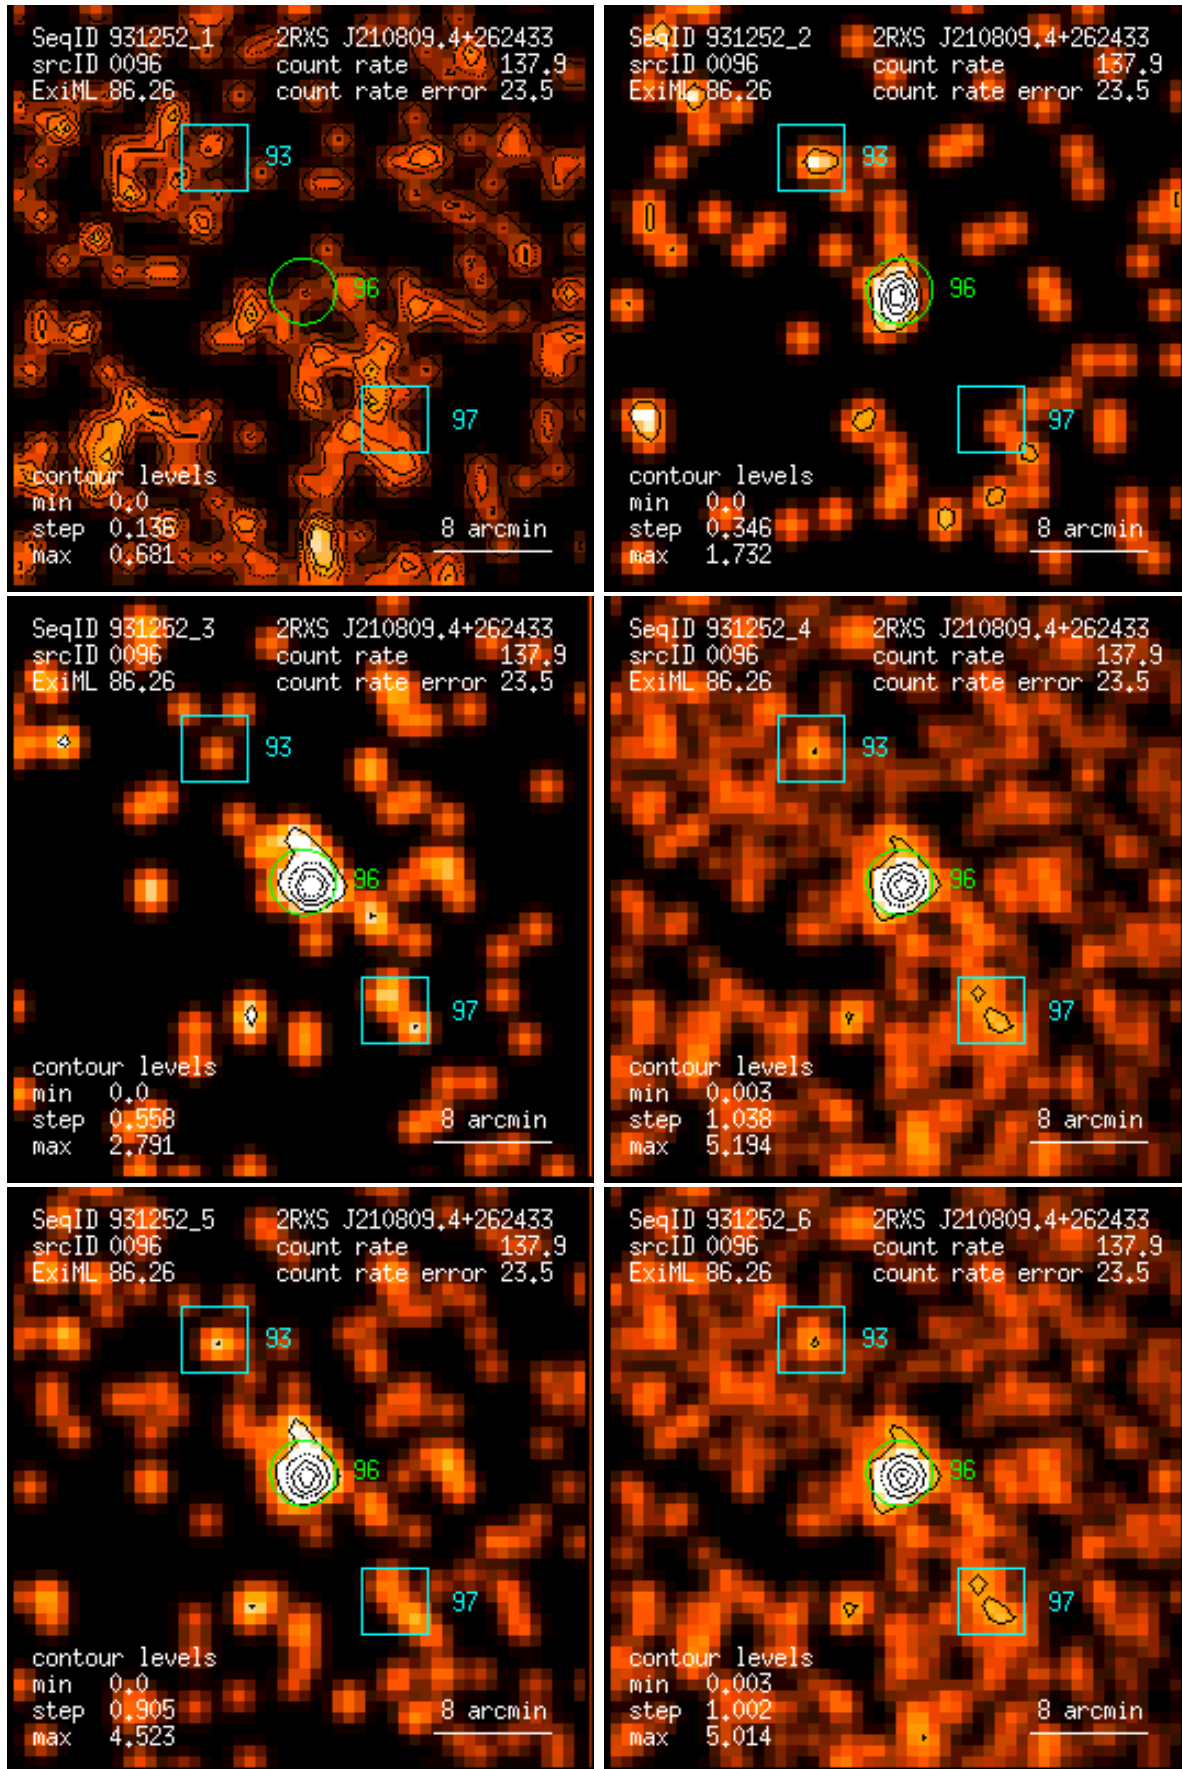 SeqID 931252_1 2RXS J210809.4+262433
srcID 0096 count rate 137.9
ExiML 86.26 count rate error 23.5
93
96
97
contour levels
min 0.0
step 0.136 8 arcmin
max 0.681
SeqID 931252_2 2RXS J210809.4+262433
srcID 0096 count rate 137.9
ExiML 86.26 count rate error 23.5
93
96
97
contour levels
min 0.0
step 0.346 8 arcmin
max 1.732
SeqID 931252_3 2RXS J210809.4+262433
srcID 0096 count rate 137.9
ExiML 86.26 count rate error 23.5
93
96
97
contour levels
min 0.0
step 0.558 8 arcmin
max 2.791
SeqID 931252_4 2RXS J210809.4+262433
srcID 0096 count rate 137.9
ExiML 86.26 count rate error 23.5
93
96
97
contour levels
min 0.003
step 1.038 8 arcmin
max 5.194
SeqID 931252_5 2RXS J210809.4+262433
srcID 0096 count rate 137.9
ExiML 86.26 count rate error 23.5
93
96
97
contour levels
min 0.0
step 0.905 8 arcmin
max 4.523
SeqID 931252_6 2RXS J210809.4+262433
srcID 0096 count rate 137.9
ExiML 86.26 count rate error 23.5
93
96
97
contour levels
min 0.003
step 1.002 8 arcmin
max 5.014